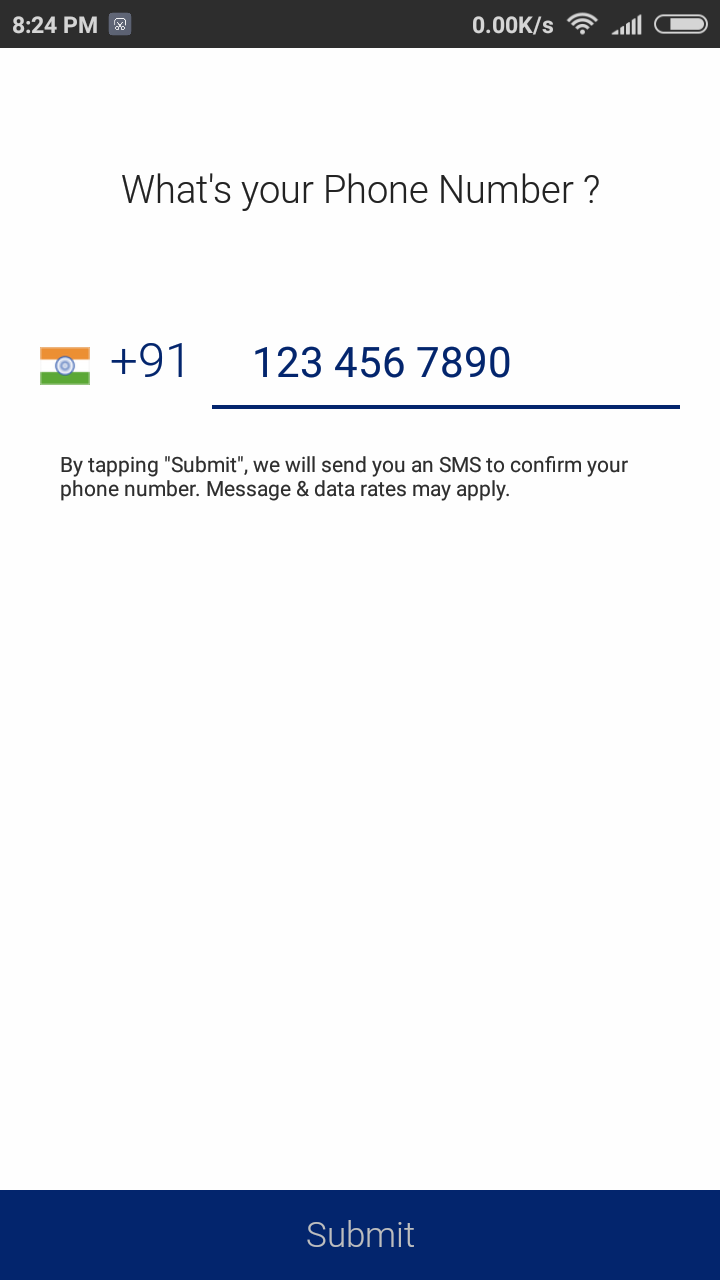 8:24 PM 0.00K/s
What's your Phone Number ?
+91 123 456 7890
By tapping "Submit", we will send you an SMS to confirm your
phone number. Message & data rates may apply.
Submit